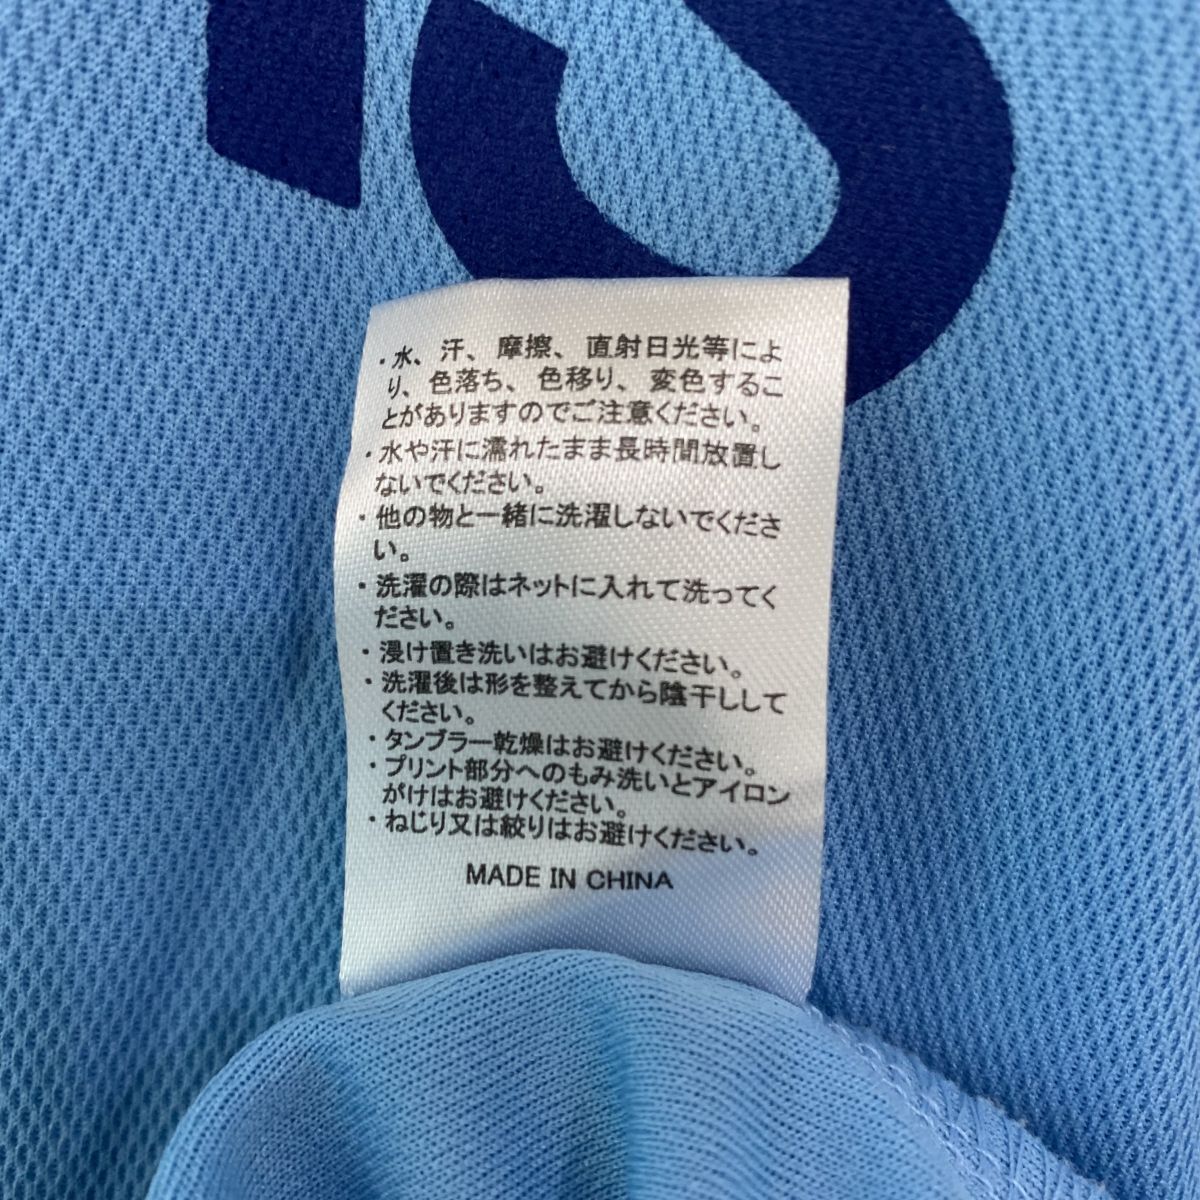 ・水、汗、摩擦、直射日光等によ
り、色落ち、色移り、変色するこ
とがありますのでご注意ください。
・水や汗に濡れたまま長時間放置し
ないでください。
・他の物と一緒に洗濯しないでくださ
い。
・洗濯の際はネットに入れて洗ってく
ださい。
・浸け置き洗いはお避けください。
・洗濯後は形を整えてから陰干しして
ください。
・タンブラー乾燥はお避けください。
・プリント部分へのもみ洗いとアイロン
がけはお避けください。
・ねじり又は絞りはお避けください。
MADE IN CHINA